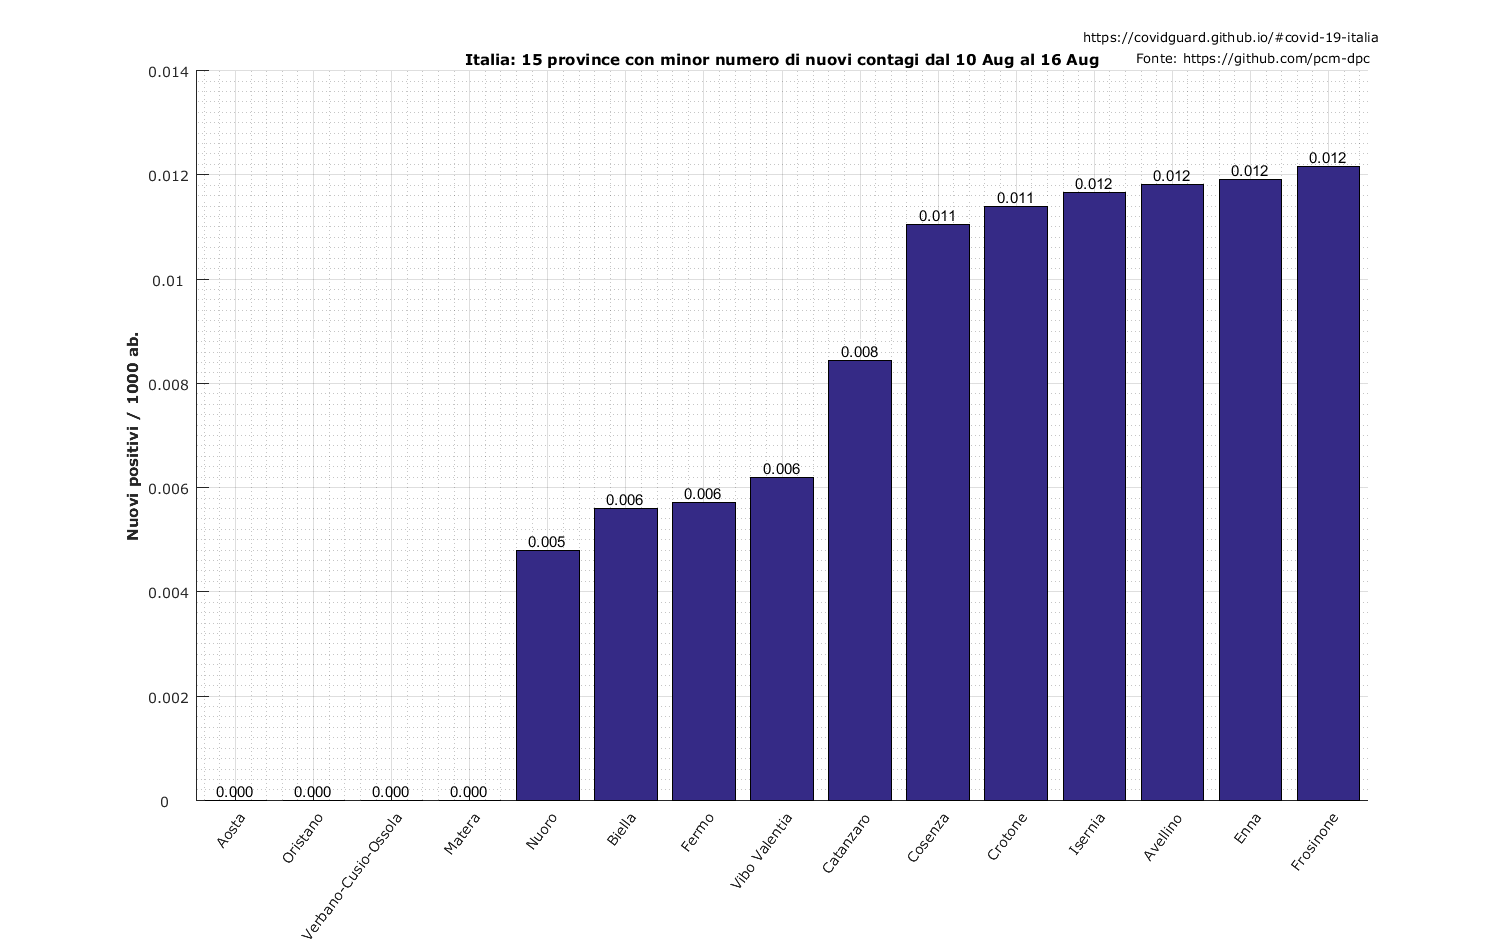 https://covidguard.github.io/#covid-19-italia
Italia: 15 province con minor numero di nuovi contagi dal 10 Aug al 16 Aug
Fonte: https://github.com/pcm-dpc
Nuovi positivi / 1000 ab.
0.014
0.012
0.01
0.008
0.006
0.004
0.002
0
0.000
0.000
0.000
0.000
0.005
0.006
0.006
0.006
0.008
0.011
0.011
0.012
0.012
0.012
0.012
Aosta
Oristano
Verbano-Cusio-Ossola
Matera
Nuoro
Biella
Fermo
Vibo Valentia
Catanzaro
Cosenza
Crotone
Isernia
Avellino
Enna
Frosinone